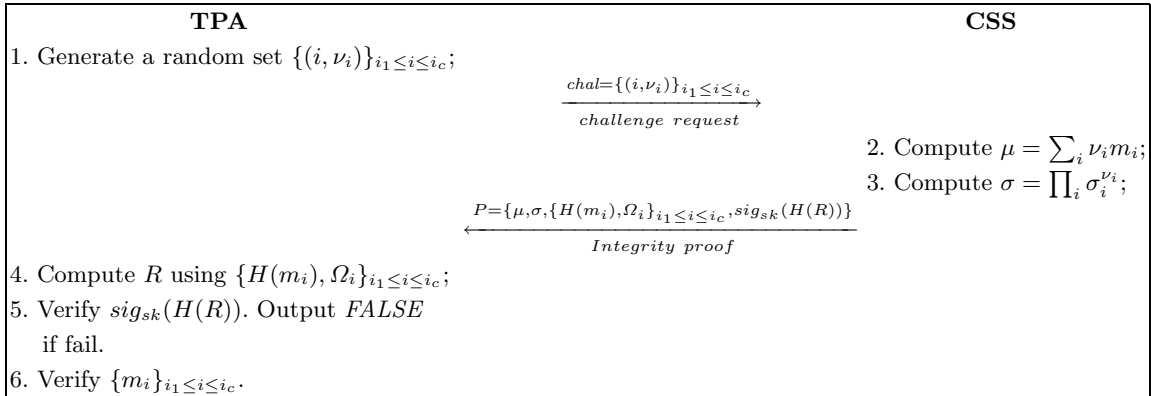 TPA CSS
1. Generate a random set {(i, ν_i)}_{i_1≤i≤i_c};
chal={(i,ν_i)}_{i_1≤i≤i_c}
challenge request
2. Compute μ = ∑_i ν_i m_i;
3. Compute σ = ∏_i σ_i^{ν_i};
P={μ,σ,{H(m_i),Ω_i}_{i_1≤i≤i_c},sig_{sk}(H(R))}
Integrity proof
4. Compute R using {H(m_i), Ω_i}_{i_1≤i≤i_c};
5. Verify sig_{sk}(H(R)). Output FALSE
if fail.
6. Verify {m_i}_{i_1≤i≤i_c}.